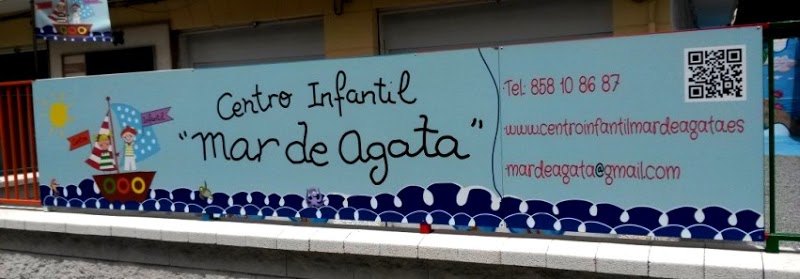 Centro Infantil
"Mar de Agata"
Tel: 858 10 86 87
www.centroinfantilmardeagata.es
mardeagata@gmail.com